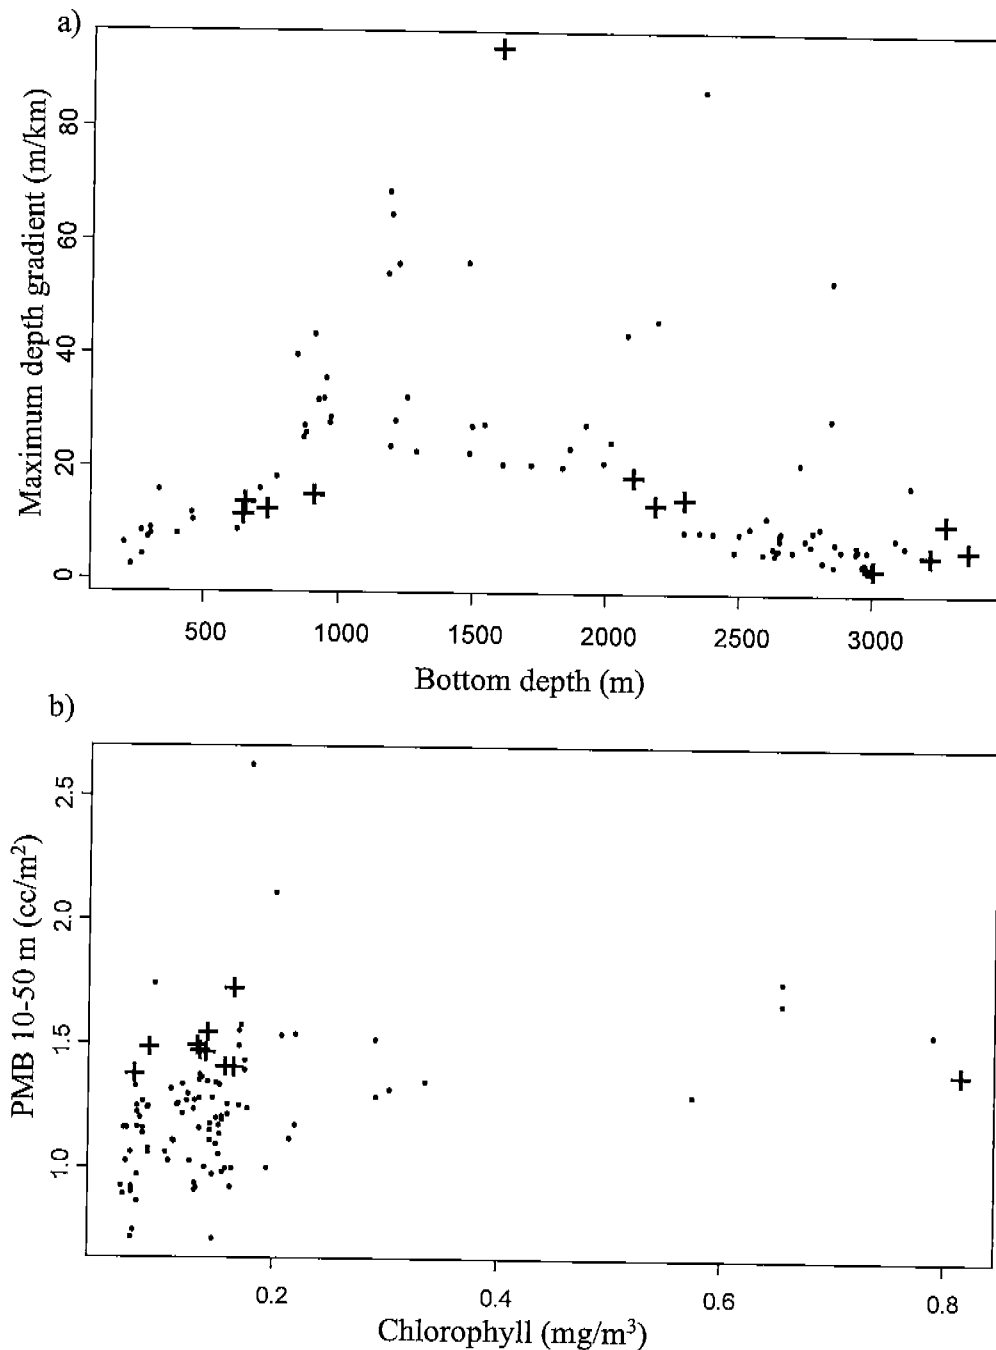 a)
Maximum depth gradient (m/km)
80
60
40
20
0
500 1000 1500 2000 2500 3000
Bottom depth (m)
b)
PMB 10-50 m (cc/m²)
2.5
2.0
1.5
1.0
0.2 0.4 0.6 0.8
Chlorophyll (mg/m³)